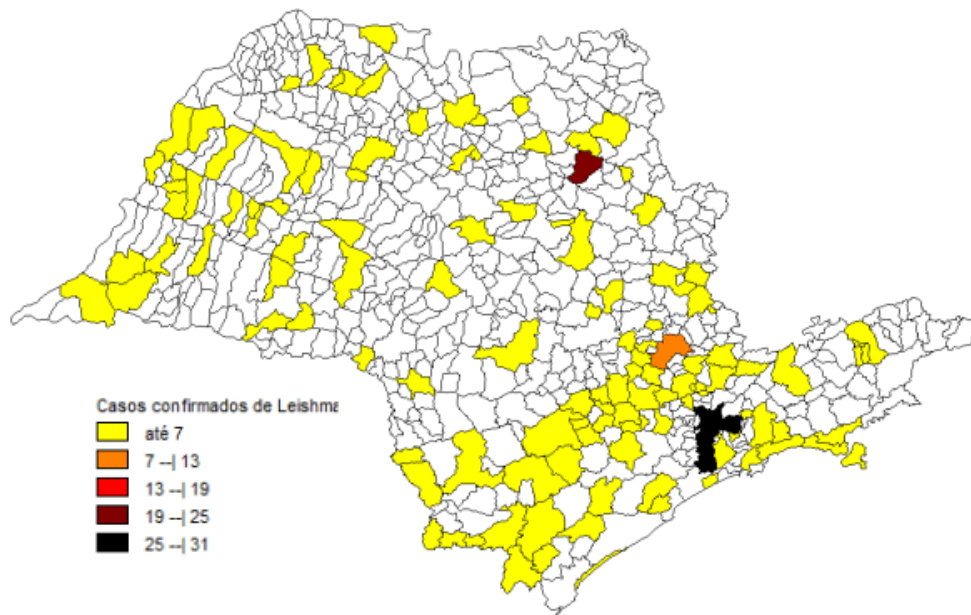 Casos confirmados de Leishma
até 7
7 --| 13
13 --| 19
19 --| 25
25 --| 31